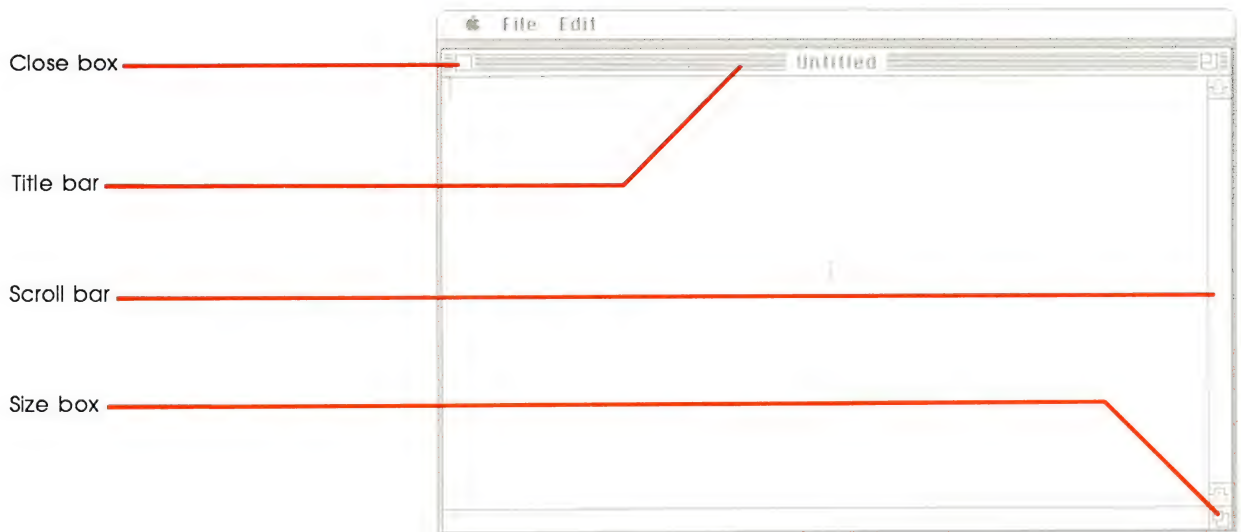 File Edit
Close box
Untitled
Title bar
Scroll bar
Size box